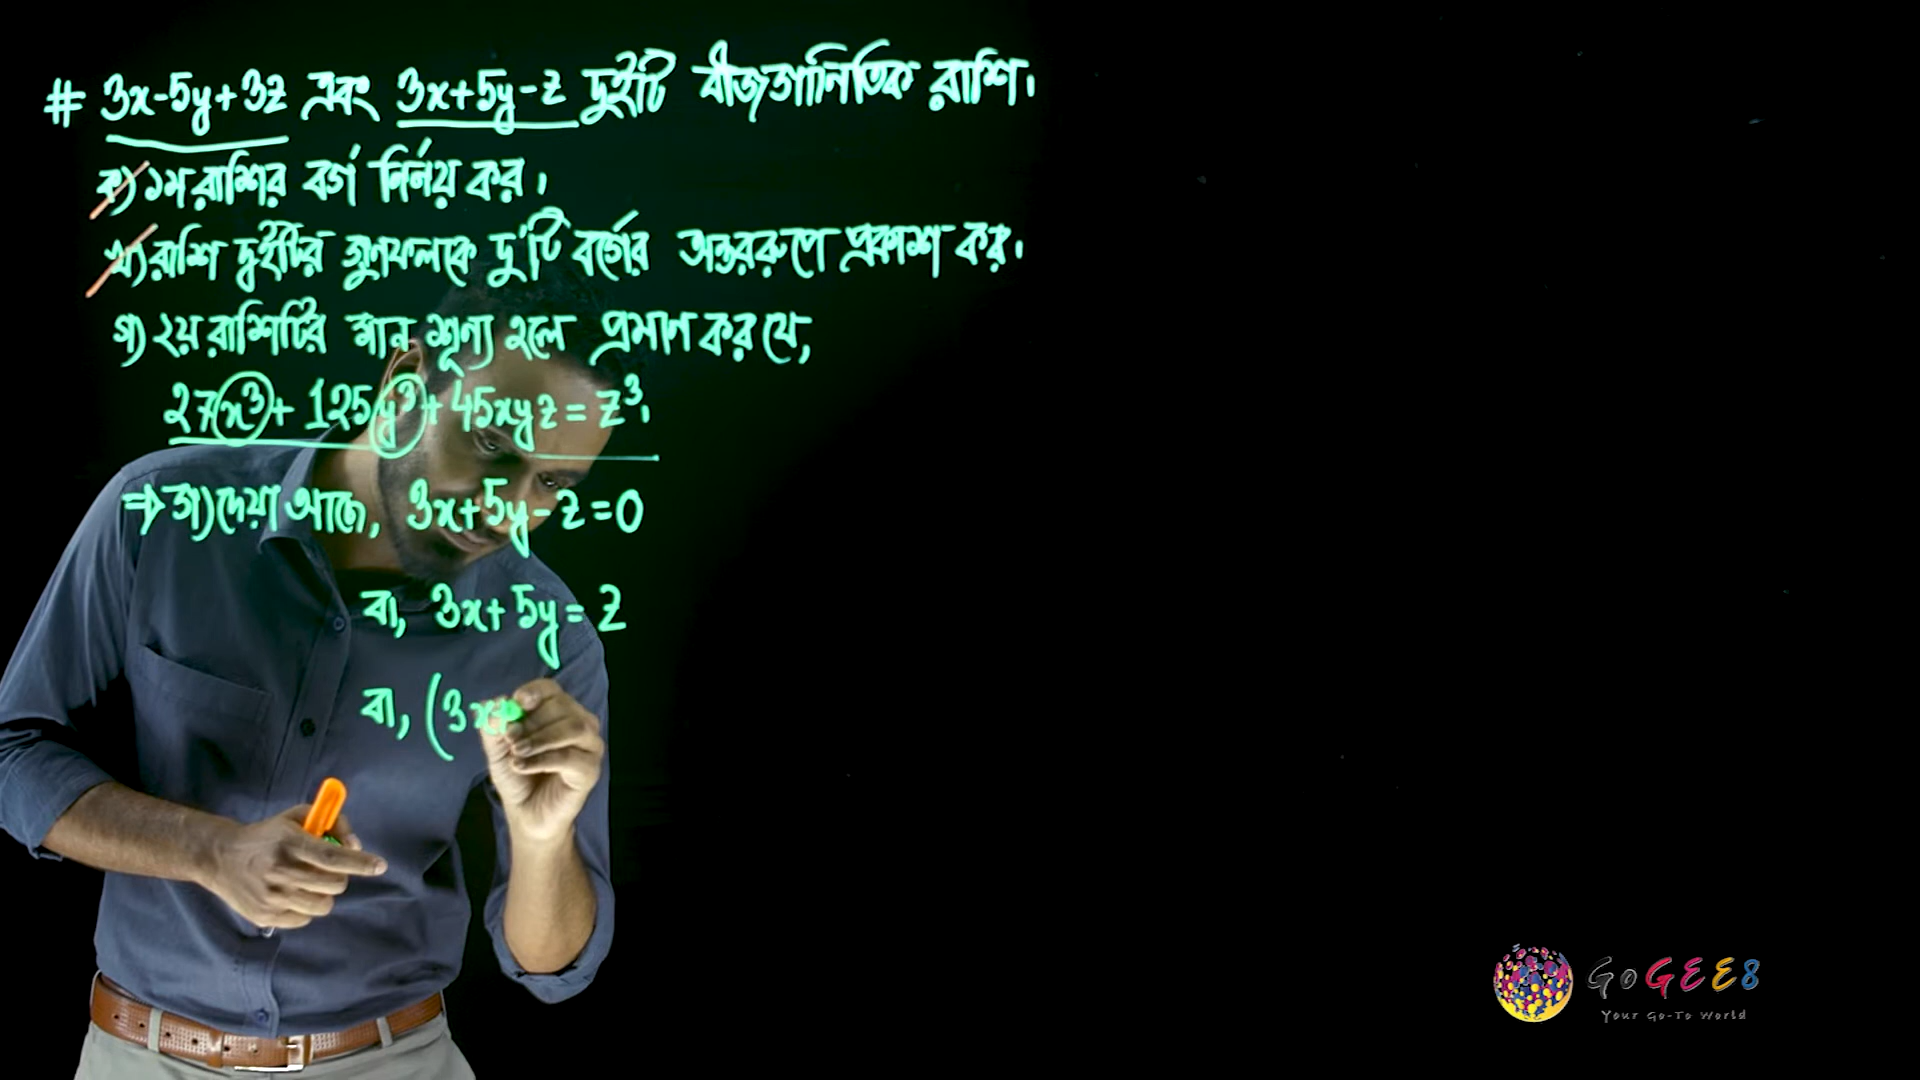 # 3x-5y+3z এবং 3x+5y-z দুইটি বীজগানিতিক রাশি।
ক) ১ম রাশির বর্গ নির্নয় কর।
খ) রাশি দুইটির গুণফলকে দু'টি বর্গের অন্তররুপে প্রকাশ কর।
গ) ২য় রাশিটির মান শূন্য হলে প্রমাণ কর যে,
27x³+ 125y³+ 45xyz = z³।
⇒ গ) দেয়া আছে, 3x+5y-z=0
বা, 3x+5y=z
বা, (3x+
GoGEE8
Your Go-To World